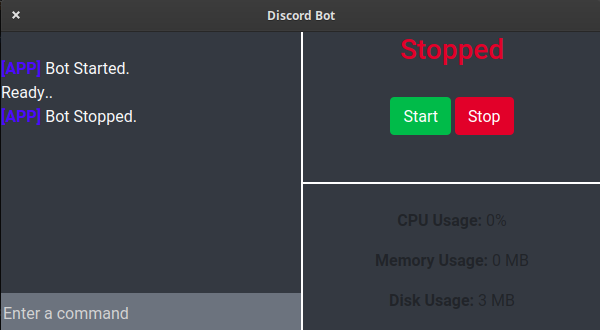 Discord Bot
[APP] Bot Started.
Ready..
[APP] Bot Stopped.
Enter a command
Stopped
Start Stop
CPU Usage: 0%
Memory Usage: 0 MB
Disk Usage: 3 MB